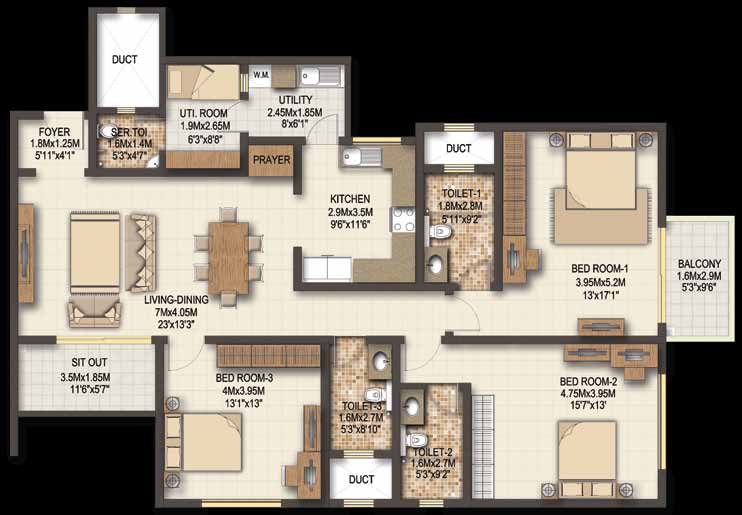 DUCT
W.M.
UTI. ROOM
1.9Mx2.65M
6'3"x8'8"
UTILITY
2.45Mx1.85M
8'x6'1"
FOYER
1.8Mx1.25M
5'11"x4'1"
SER.TOI
1.6Mx1.4M
5'3"x4'7"
PRAYER
DUCT
KITCHEN
2.9Mx3.5M
9'6"x11'6"
TOILET-1
1.8Mx2.8M
5'11"x9'2"
BED ROOM-1
3.95Mx5.2M
13'x17'1"
BALCONY
1.6Mx2.9M
5'3"x9'6"
LIVING-DINING
7Mx4.05M
23'x13'3"
SIT OUT
3.5Mx1.85M
11'6"x5'7"
BED ROOM-3
4Mx3.95M
13'1"x13'
TOILET-3
1.6Mx2.7M
5'3"x8'10"
BED ROOM-2
4.75Mx3.95M
15'7"x13'
TOILET-2
1.6Mx2.7M
5'3"x9'2"
DUCT